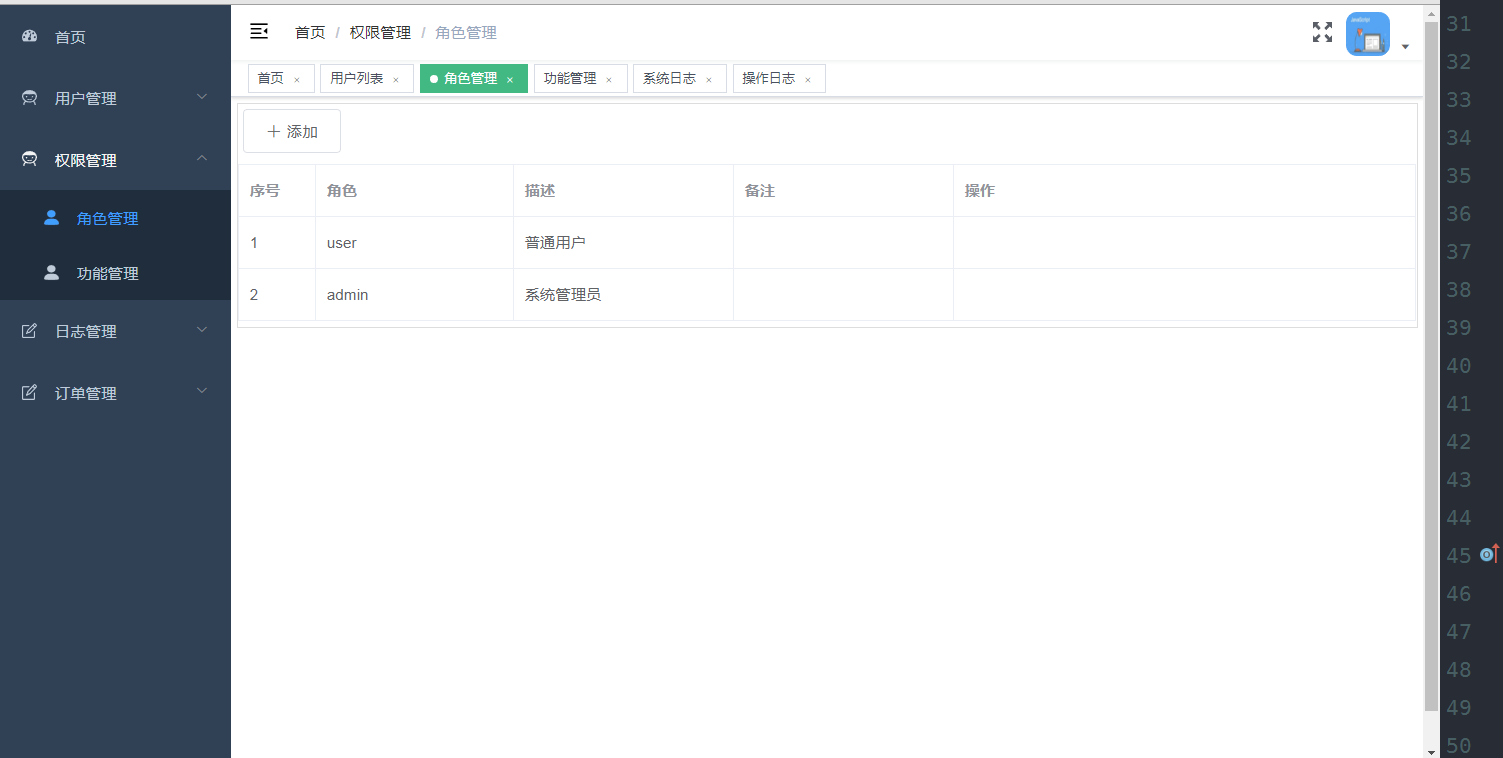 首页
用户管理
权限管理
角色管理
功能管理
日志管理
订单管理
首页 / 权限管理 / 角色管理
JavaScript
首页 × 用户列表 × 角色管理 × 功能管理 × 系统日志 × 操作日志 ×
+ 添加
序号 角色 描述 备注 操作
1 user 普通用户
2 admin 系统管理员
31
32
33
34
35
36
37
38
39
40
41
42
43
44
45
46
47
48
49
50